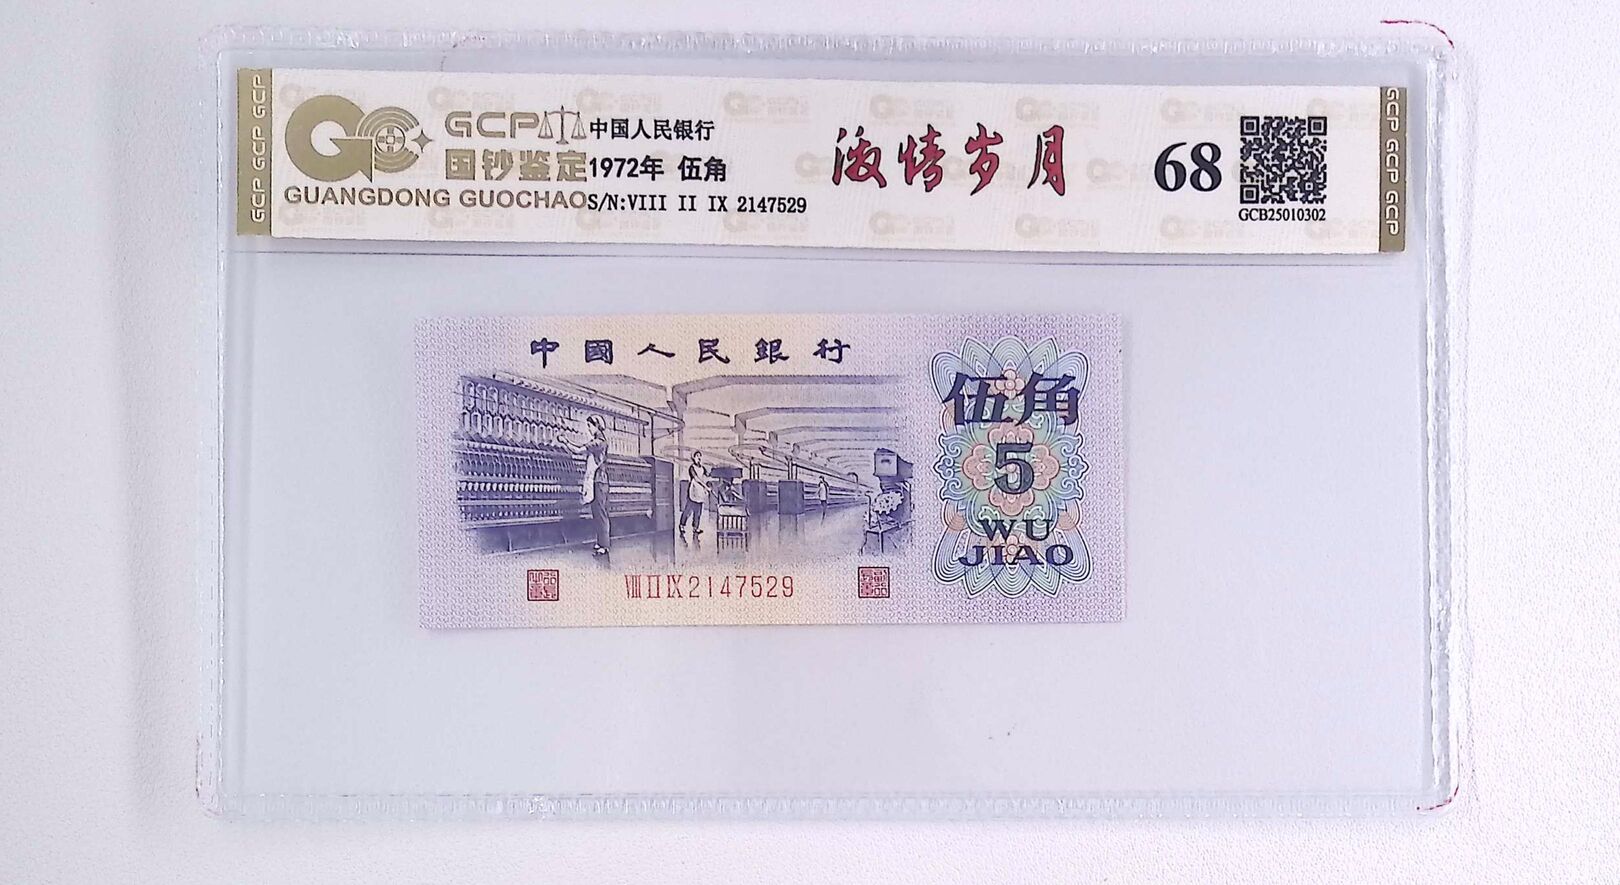 GCP GCP GCP
GCP
国钞鉴定
GUANGDONG GUOCHAO
中国人民银行
1972年 伍角
S/N:VIII II IX 2147529
激情岁月
68
GCB25010302
GCP GCP GCP
中國人民銀行
伍角
5
WU
JIAO
VIII II IX 2147529